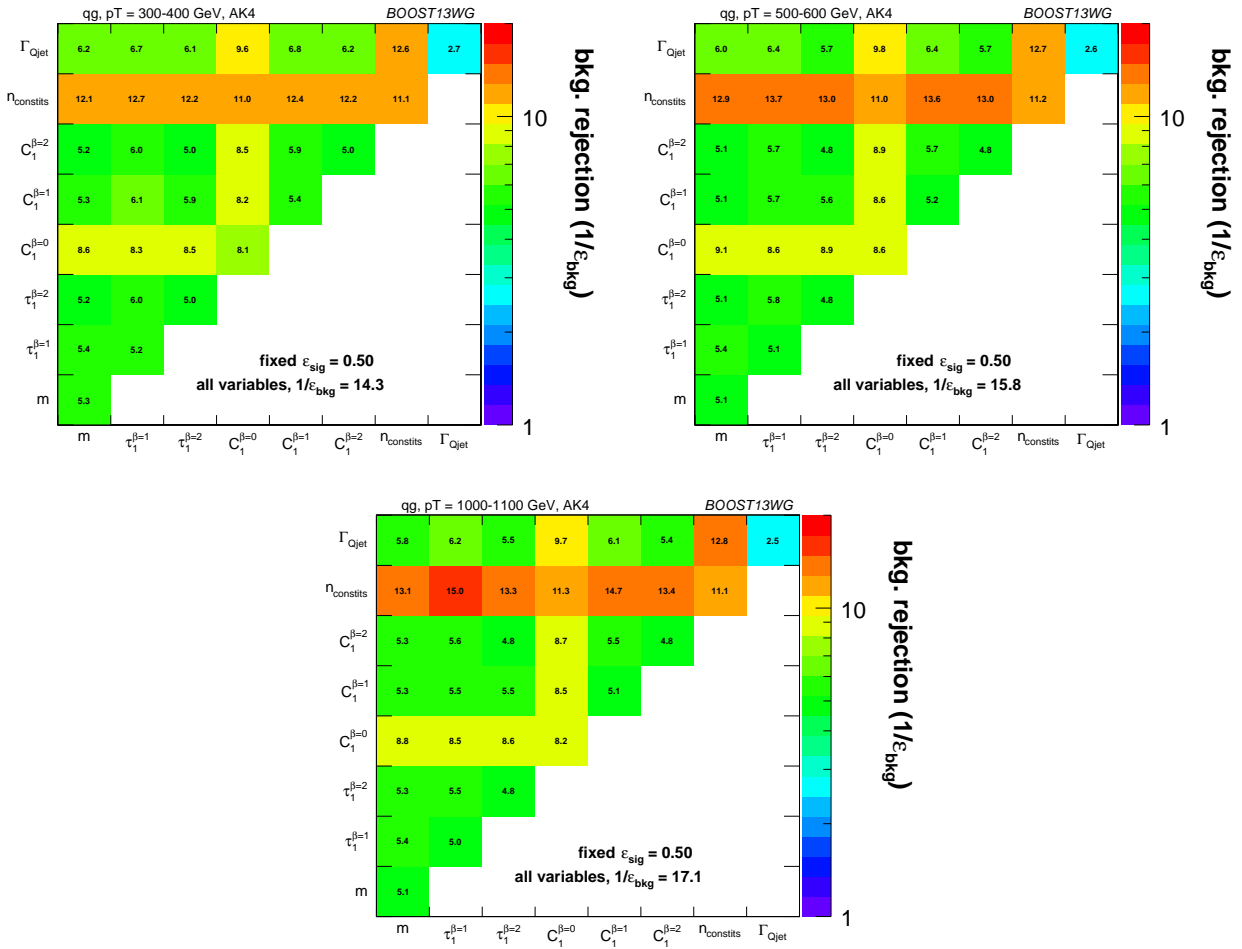 qg, pT = 300-400 GeV, AK4 BOOST13WG
Γ_Qjet 6.2 6.7 6.1 9.6 6.8 6.2 12.6 2.7
n_constits 12.1 12.7 12.2 11.0 12.4 12.2 11.1
C_1^β=2 5.2 6.0 5.0 8.5 5.9 5.0
C_1^β=1 5.3 6.1 5.9 8.2 5.4
C_1^β=0 8.6 8.3 8.5 8.1
τ_1^β=2 5.2 6.0 5.0
τ_1^β=1 5.4 5.2
m 5.3
fixed ε_sig = 0.50
all variables, 1/ε_bkg = 14.3
m τ_1^β=1 τ_1^β=2 C_1^β=0 C_1^β=1 C_1^β=2 n_constits Γ_Qjet
10
1
bkg. rejection (1/ε_bkg)
qg, pT = 500-600 GeV, AK4 BOOST13WG
Γ_Qjet 6.0 6.4 5.7 9.8 6.4 5.7 12.7 2.6
n_constits 12.9 13.7 13.0 11.0 13.6 13.0 11.2
C_1^β=2 5.1 5.7 4.8 8.9 5.7 4.8
C_1^β=1 5.1 5.7 5.6 8.6 5.2
C_1^β=0 9.1 8.6 8.9 8.6
τ_1^β=2 5.1 5.8 4.8
τ_1^β=1 5.4 5.1
m 5.1
fixed ε_sig = 0.50
all variables, 1/ε_bkg = 15.8
m τ_1^β=1 τ_1^β=2 C_1^β=0 C_1^β=1 C_1^β=2 n_constits Γ_Qjet
10
1
bkg. rejection (1/ε_bkg)
qg, pT = 1000-1100 GeV, AK4 BOOST13WG
Γ_Qjet 5.8 6.2 5.5 9.7 6.1 5.4 12.8 2.5
n_constits 13.1 15.0 13.3 11.3 14.7 13.4 11.1
C_1^β=2 5.3 5.6 4.8 8.7 5.5 4.8
C_1^β=1 5.3 5.5 5.5 8.5 5.1
C_1^β=0 8.8 8.5 8.6 8.2
τ_1^β=2 5.3 5.5 4.8
τ_1^β=1 5.4 5.0
m 5.1
fixed ε_sig = 0.50
all variables, 1/ε_bkg = 17.1
m τ_1^β=1 τ_1^β=2 C_1^β=0 C_1^β=1 C_1^β=2 n_constits Γ_Qjet
10
1
bkg. rejection (1/ε_bkg)